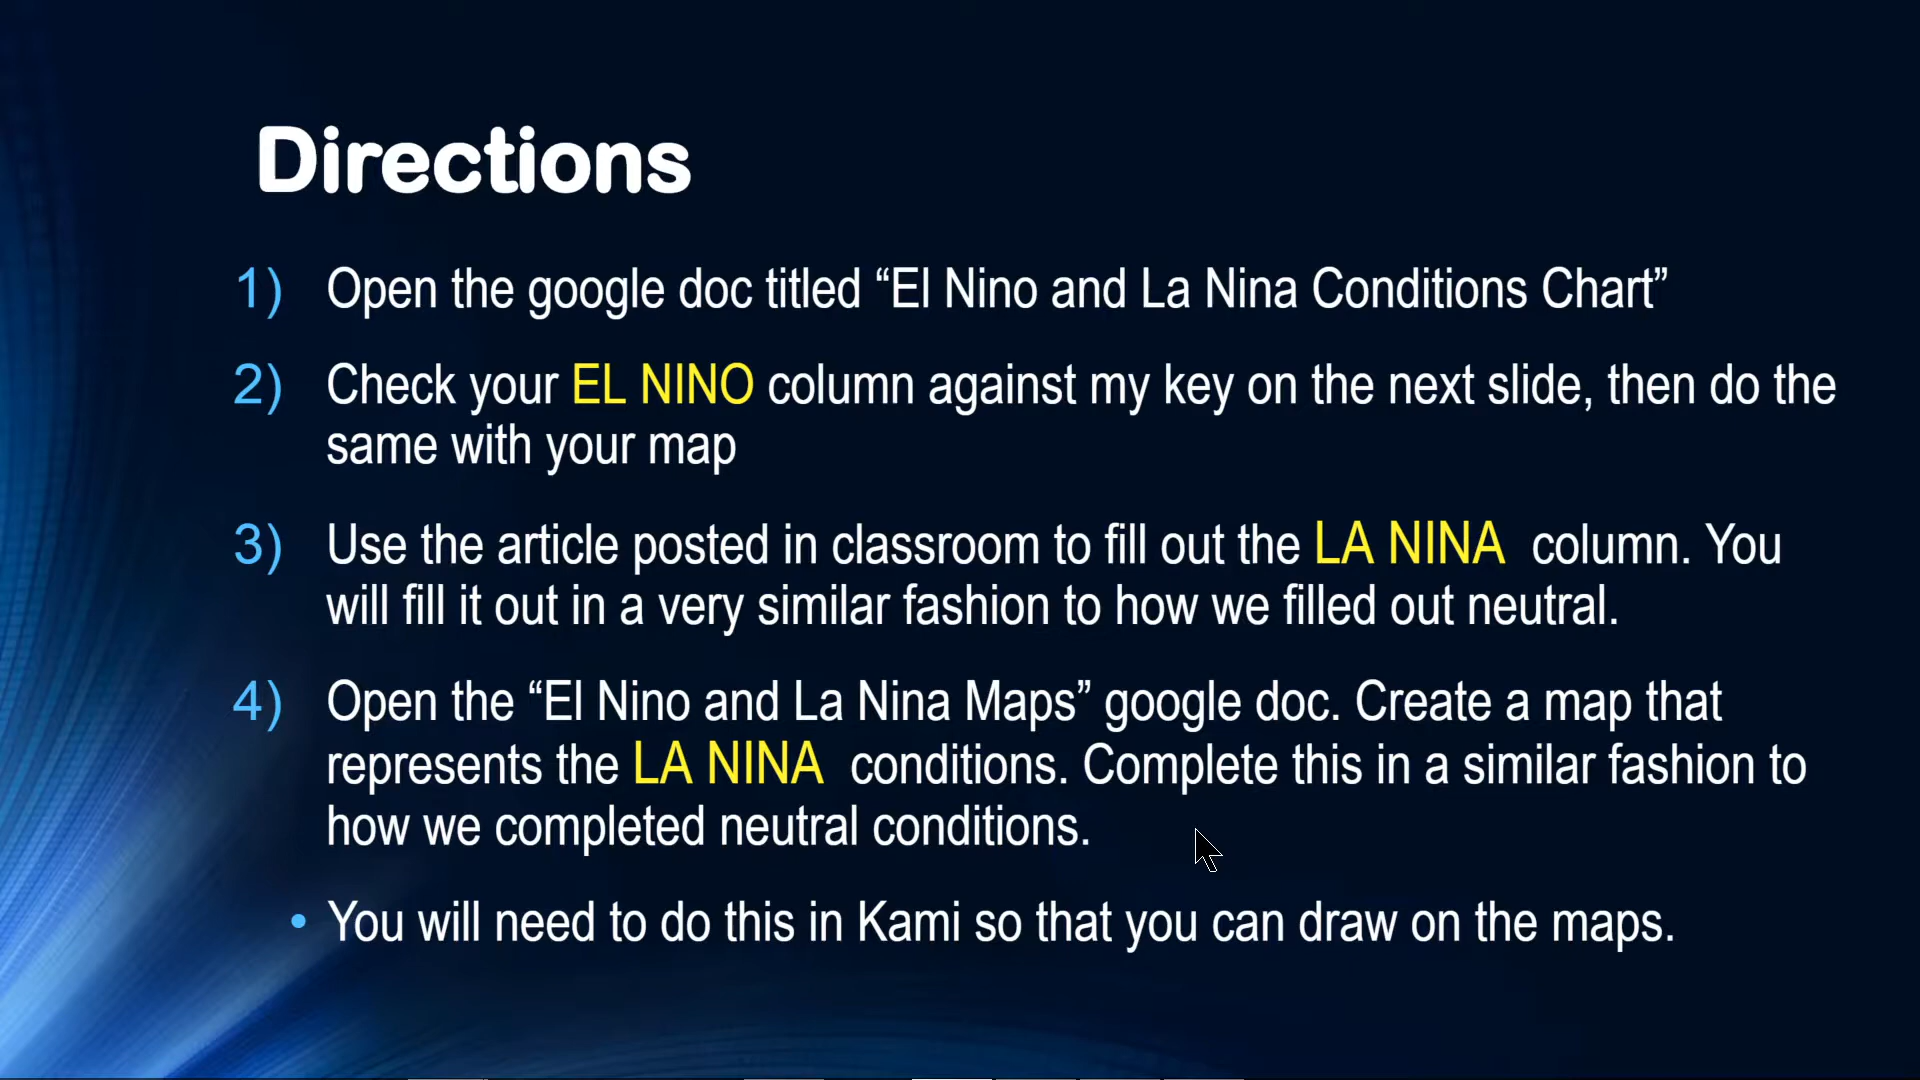 Directions
1) Open the google doc titled “El Nino and La Nina Conditions Chart”
2) Check your EL NINO column against my key on the next slide, then do the
same with your map
3) Use the article posted in classroom to fill out the LA NINA column. You
will fill it out in a very similar fashion to how we filled out neutral.
4) Open the “El Nino and La Nina Maps” google doc. Create a map that
represents the LA NINA conditions. Complete this in a similar fashion to
how we completed neutral conditions.
• You will need to do this in Kami so that you can draw on the maps.